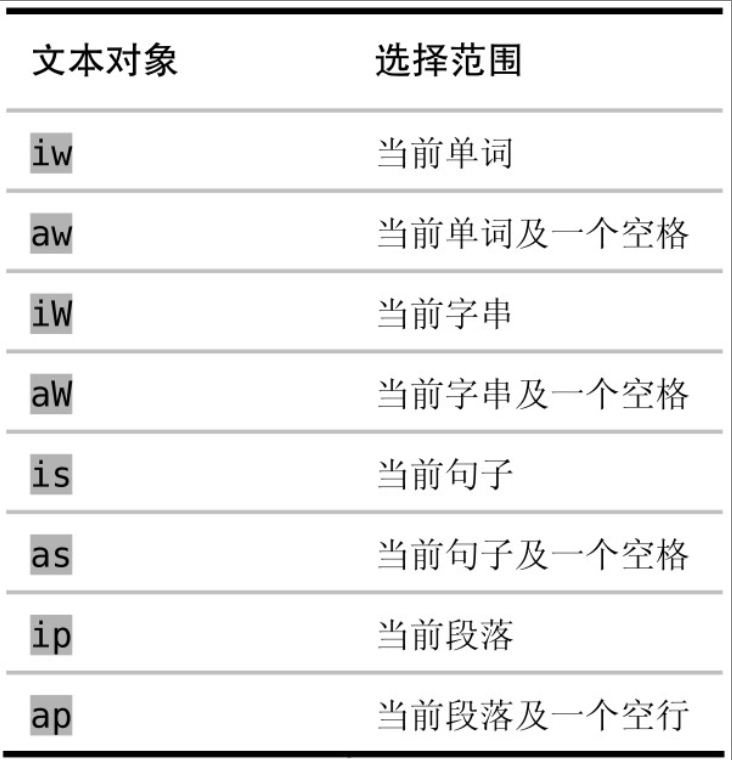 文本对象 选择范围
iw 当前单词
aw 当前单词及一个空格
iW 当前字串
aW 当前字串及一个空格
is 当前句子
as 当前句子及一个空格
ip 当前段落
ap 当前段落及一个空行